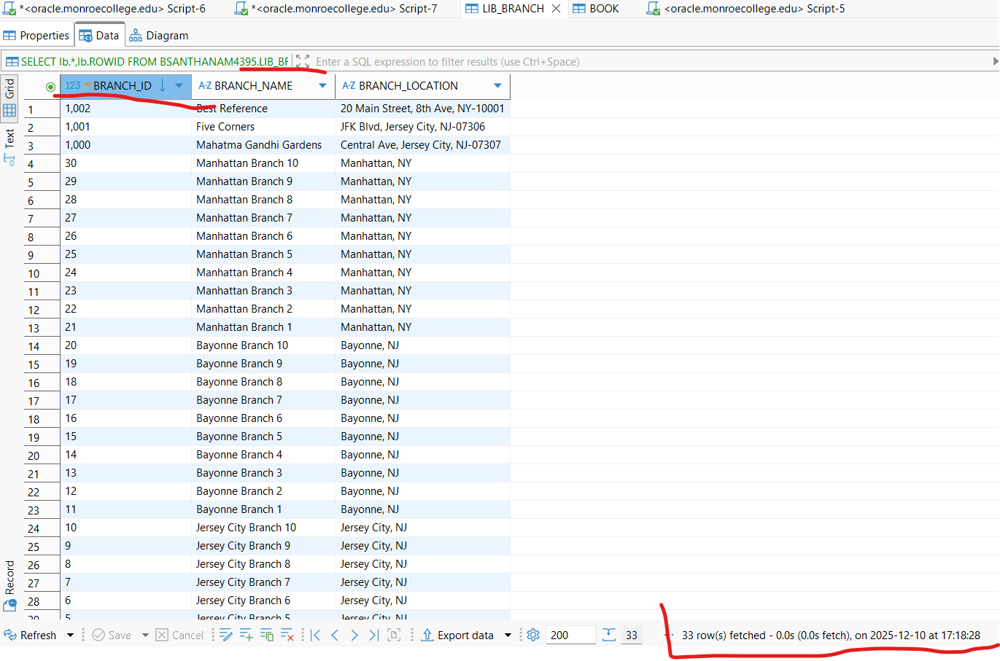 *<oracle.monroecollege.edu> Script-6
*<oracle.monroecollege.edu> Script-7
LIB_BRANCH
BOOK
<oracle.monroecollege.edu> Script-5
Properties
Data
Diagram
SELECT lb.*,lb.ROWID FROM BSANTHANAM4395.LIB_BR
Enter a SQL expression to filter results (use Ctrl+Space)
Grid
Text
Record
123 BRANCH_ID A-Z BRANCH_NAME A-Z BRANCH_LOCATION
1 1,002 Best Reference 20 Main Street, 8th Ave, NY-10001
2 1,001 Five Corners JFK Blvd, Jersey City, NJ-07306
3 1,000 Mahatma Gandhi Gardens Central Ave, Jersey City, NJ-07307
4 30 Manhattan Branch 10 Manhattan, NY
5 29 Manhattan Branch 9 Manhattan, NY
6 28 Manhattan Branch 8 Manhattan, NY
7 27 Manhattan Branch 7 Manhattan, NY
8 26 Manhattan Branch 6 Manhattan, NY
9 25 Manhattan Branch 5 Manhattan, NY
10 24 Manhattan Branch 4 Manhattan, NY
11 23 Manhattan Branch 3 Manhattan, NY
12 22 Manhattan Branch 2 Manhattan, NY
13 21 Manhattan Branch 1 Manhattan, NY
14 20 Bayonne Branch 10 Bayonne, NJ
15 19 Bayonne Branch 9 Bayonne, NJ
16 18 Bayonne Branch 8 Bayonne, NJ
17 17 Bayonne Branch 7 Bayonne, NJ
18 16 Bayonne Branch 6 Bayonne, NJ
19 15 Bayonne Branch 5 Bayonne, NJ
20 14 Bayonne Branch 4 Bayonne, NJ
21 13 Bayonne Branch 3 Bayonne, NJ
22 12 Bayonne Branch 2 Bayonne, NJ
23 11 Bayonne Branch 1 Bayonne, NJ
24 10 Jersey City Branch 10 Jersey City, NJ
25 9 Jersey City Branch 9 Jersey City, NJ
26 8 Jersey City Branch 8 Jersey City, NJ
27 7 Jersey City Branch 7 Jersey City, NJ
28 6 Jersey City Branch 6 Jersey City, NJ
29 5 Jersey City Branch 5 Jersey City, NJ
Refresh Save Cancel Export data 200 33 33 row(s) fetched - 0.0s (0.0s fetch), on 2025-12-10 at 17:18:28